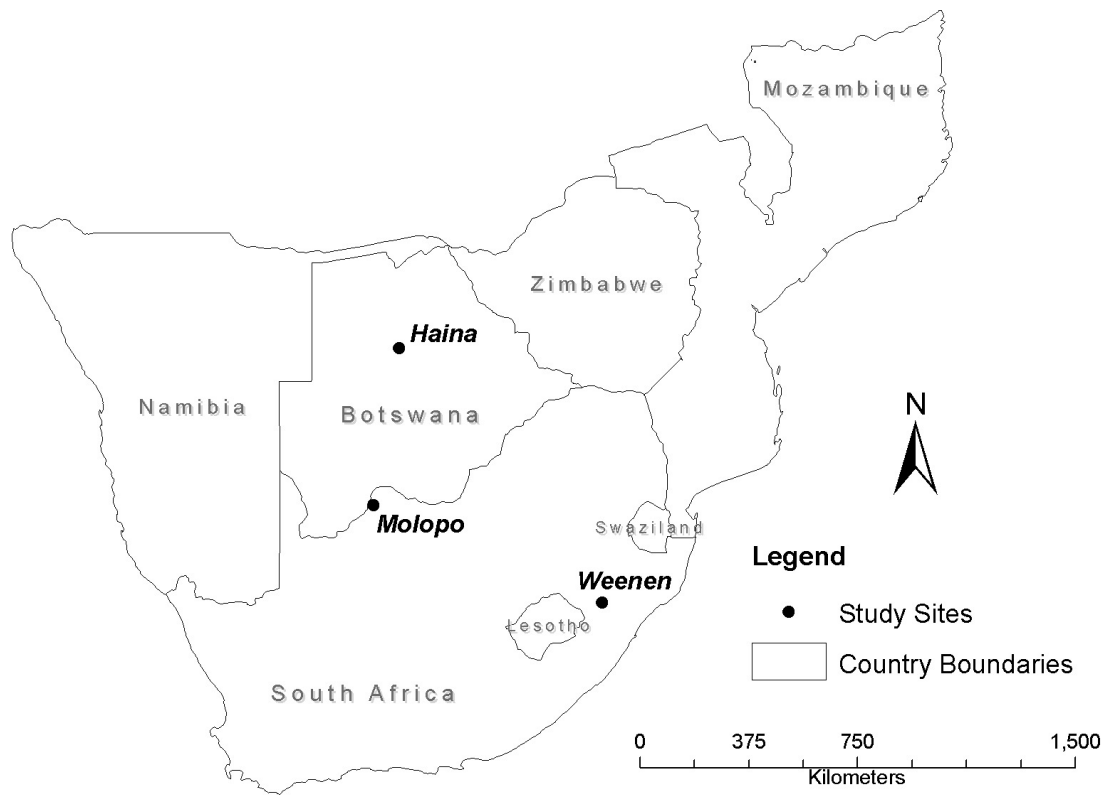 Mozambique
Zimbabwe
Haina
Namibia
Botswana
N
Molopo
Swaziland
Weenen
Lesotho
South Africa
Legend
Study Sites
Country Boundaries
0 375 750 1,500
Kilometers